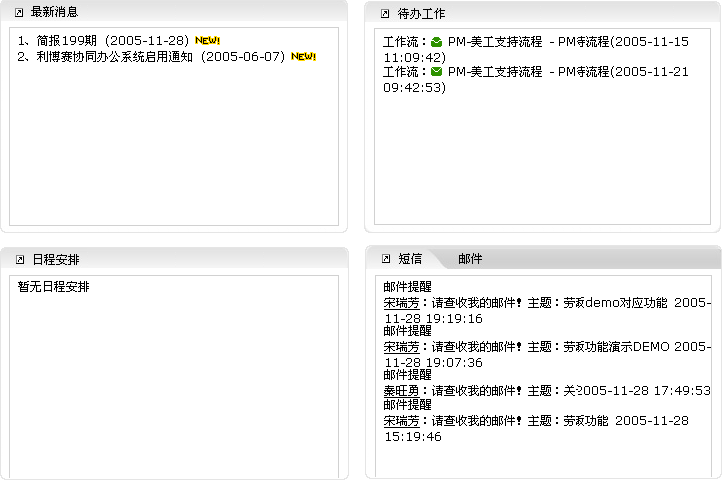 最新消息
1、简报199期 (2005-11-28) NEW!
2、利博赛协同办公系统启用通知 (2005-06-07) NEW!
待办工作
工作流： PM-美工支持流程 - PM特流程(2005-11-15
11:09:42)
工作流： PM-美工支持流程 - PM特流程(2005-11-21
09:42:53)
日程安排
暂无日程安排
短信 邮件
邮件提醒
宋瑞芳：请查收我的邮件！主题：劳demo对应功能 2005-
11-28 19:19:16
邮件提醒
宋瑞芳：请查收我的邮件！主题：劳功能演示DEMO 2005-
11-28 19:07:36
邮件提醒
秦旺勇：请查收我的邮件！主题：关2005-11-28 17:49:53
邮件提醒
宋瑞芳：请查收我的邮件！主题：劳功能 2005-11-28
15:19:46